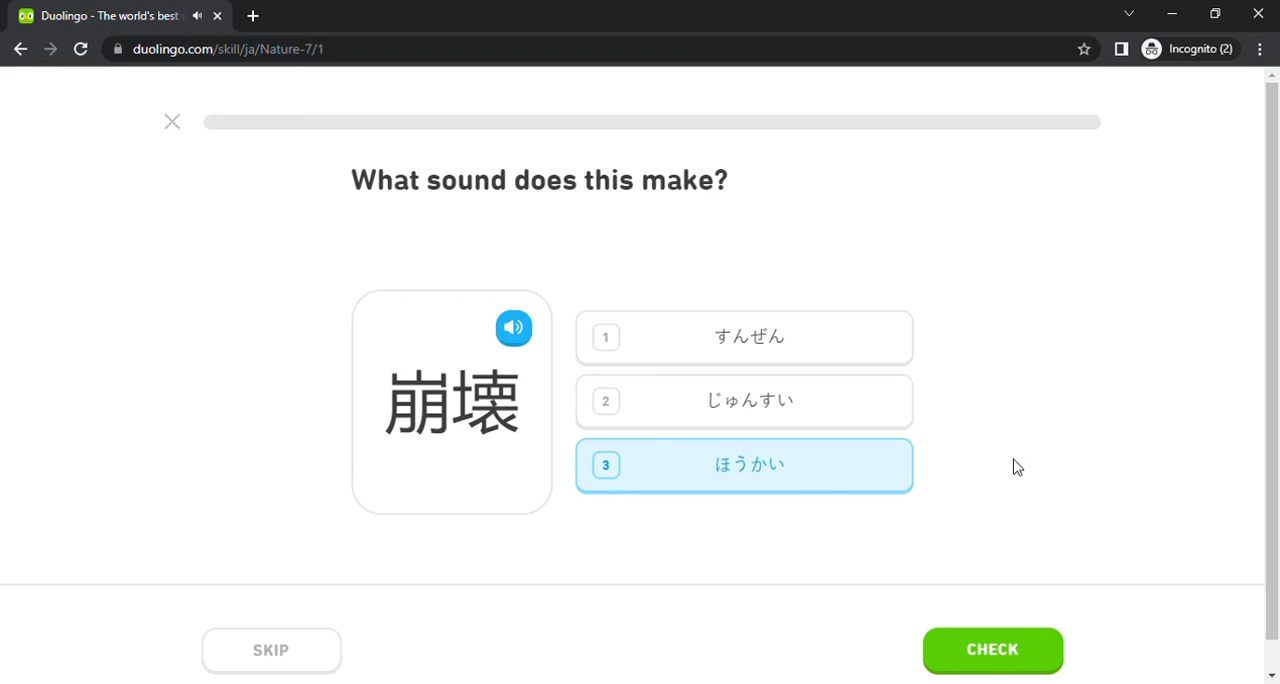 Duolingo - The world's best
duolingo.com/skill/ja/Nature-7/1
Incognito (2)
What sound does this make?
崩壊
1 すんぜん
2 じゅんすい
3 ほうかい
SKIP
CHECK